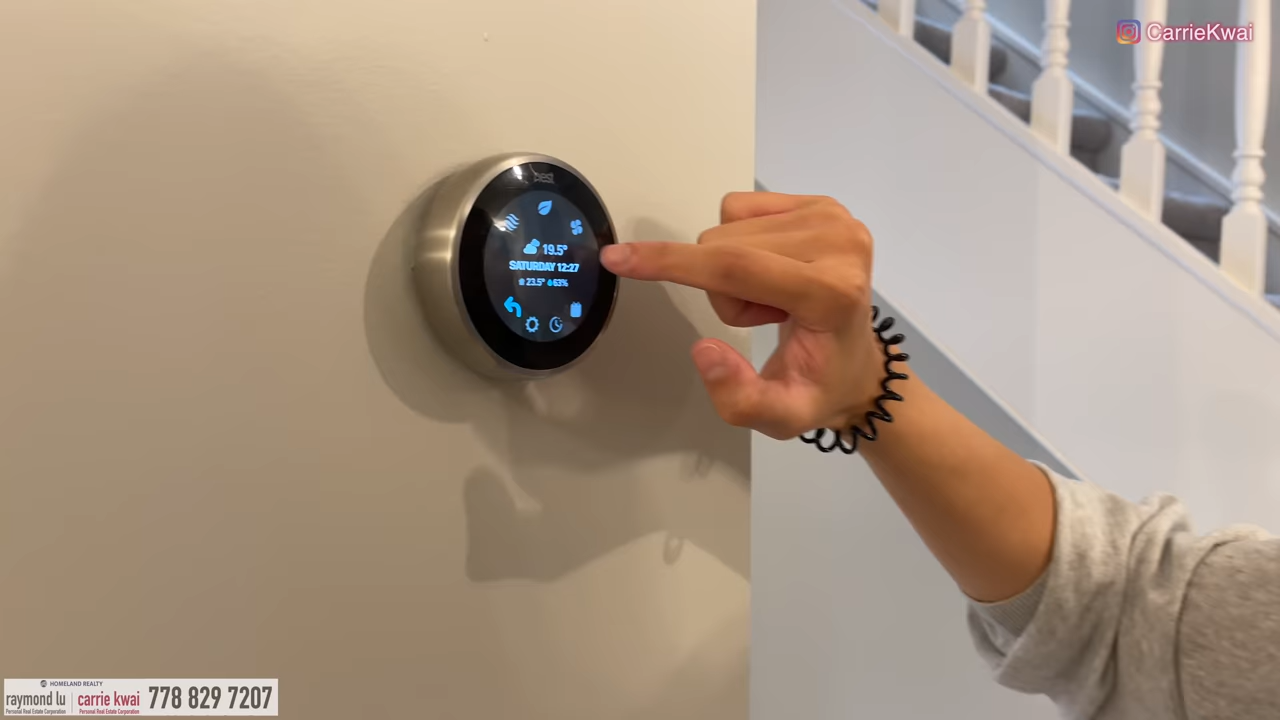 CarrieKwai
nest
19.5°
SATURDAY 12:27
23.5° 63%
HOMELAND REALTY
raymond lu
Personal Real Estate Corporation
carrie kwai
Personal Real Estate Corporation
778 829 7207